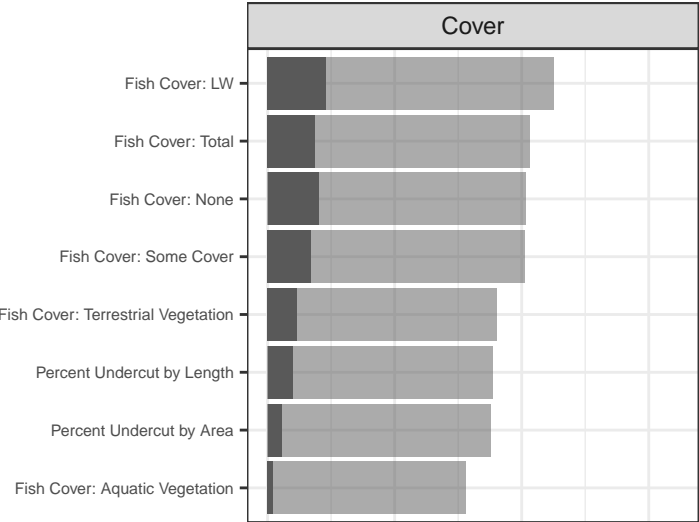 Cover
Fish Cover: LW
Fish Cover: Total
Fish Cover: None
Fish Cover: Some Cover
Fish Cover: Terrestrial Vegetation
Percent Undercut by Length
Percent Undercut by Area
Fish Cover: Aquatic Vegetation